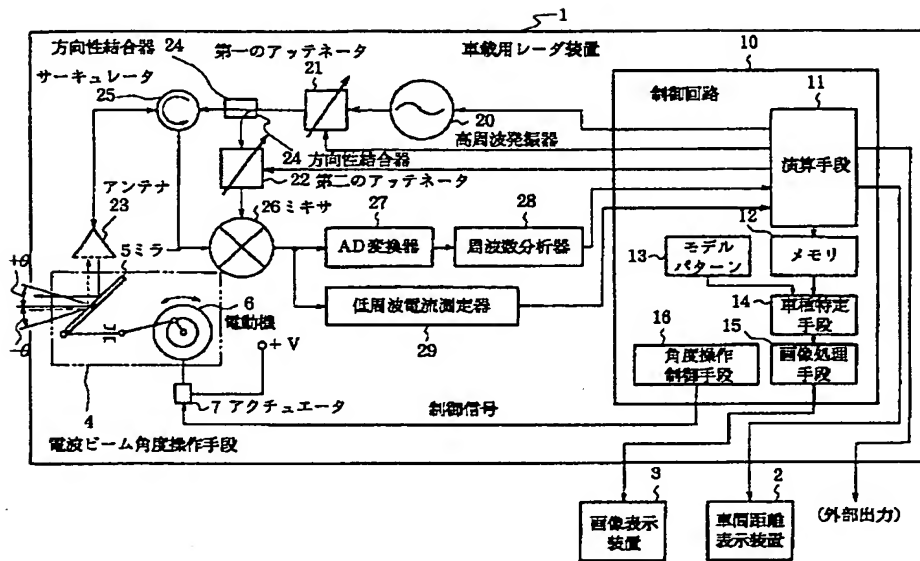 1
方向性結合器 24
第一のアッテネータ
車載用レーダ装置
サーキュレータ
25
21
10
制御回路
11
20
高周波発振器
24 方向性結合器
22 第二のアッテネータ
演算手段
アンテナ
23
26 ミキサ
27
28
12
5ミラ
AD変換器
周波数分析器
メモリ
13
モデル
パターン
+θ
-θ
6
電動機
低周波電流測定器
29
14
車種特定
手段
16
15
角度操作
制御手段
画像処理
手段
+ V
4
7 アクチュエータ
制御信号
電波ビーム角度操作手段
3
2
画像表示
装置
車間距離
表示装置
(外部出力)